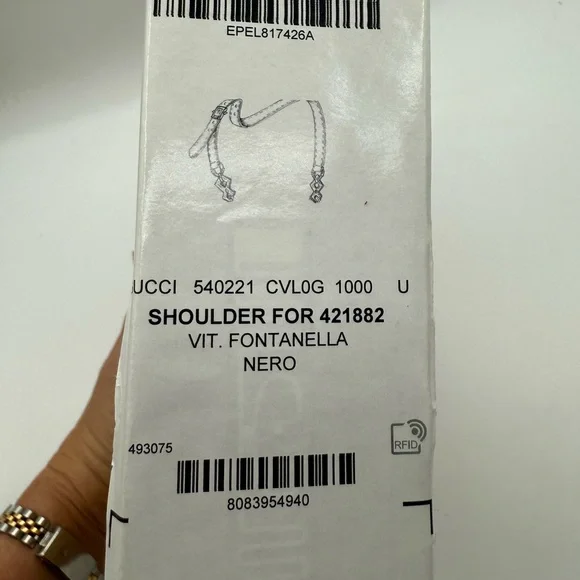 EPEL817426A
UCCI 540221 CVL0G 1000 U
SHOULDER FOR 421882
VIT. FONTANELLA
NERO
RFID
493075
8083954940